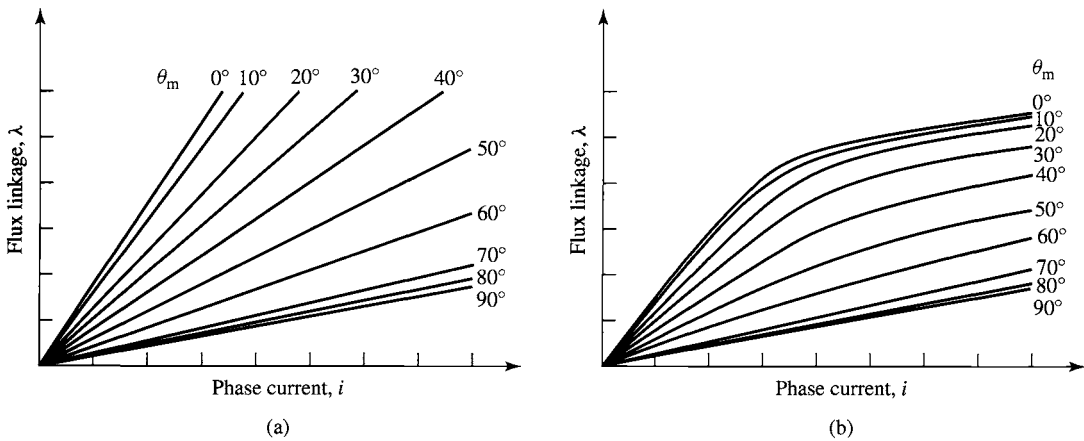 θm 0° 10° 20° 30° 40°
50°
60°
70°
80°
90°
Flux linkage, λ
Phase current, i
(a)
θm
0°
10°
20°
30°
40°
50°
60°
70°
80°
90°
Flux linkage, λ
Phase current, i
(b)